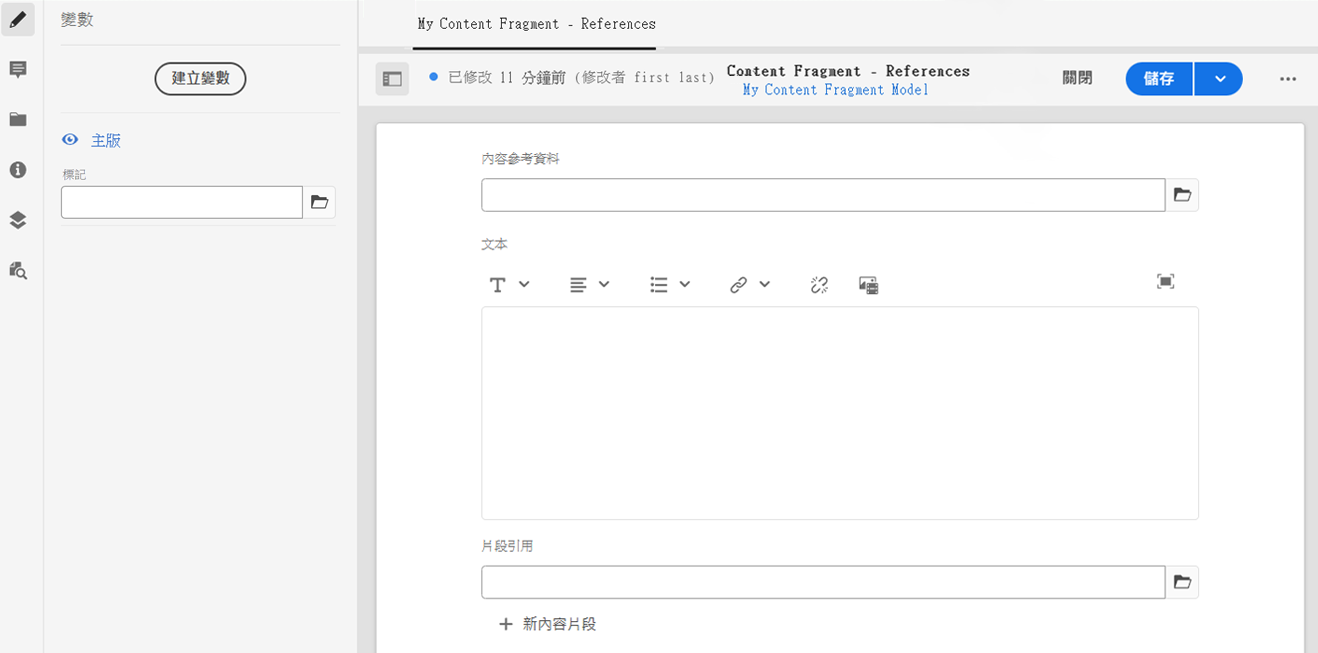 變數
建立變數
主版
標記
My Content Fragment - References
已修改 11 分鐘前 (修改者 first last)
Content Fragment - References
My Content Fragment Model
關閉
儲存
內容參考資料
文本
片段引用
新內容片段